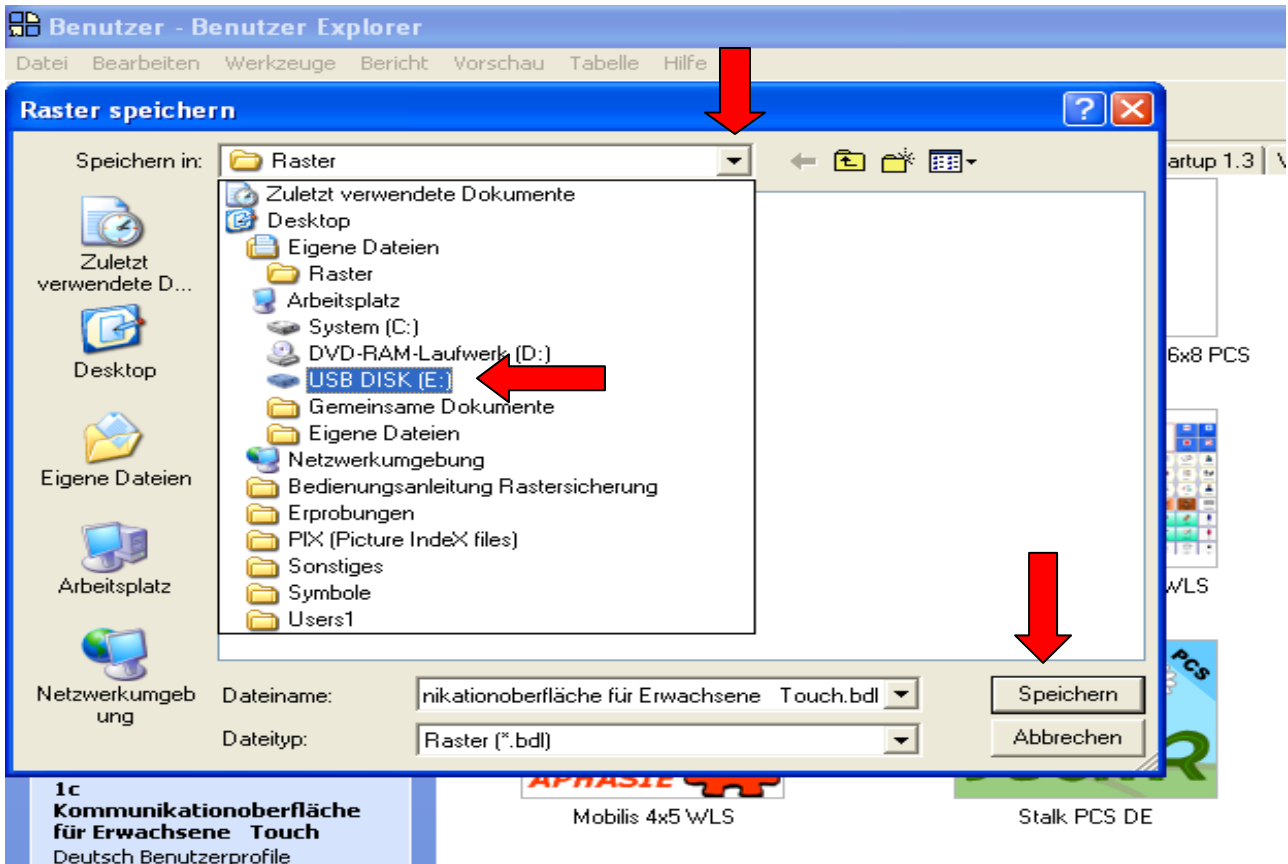 Benutzer - Benutzer Explorer
Datei Bearbeiten Werkzeuge Bericht Vorschau Tabelle Hilfe
Raster speichern
Speichern in:
Raster
artup 1.3
Zuletzt verwendete Dokumente
Desktop
Eigene Dateien
Raster
Arbeitsplatz
System (C:)
DVD-RAM-Laufwerk (D:)
USB DISK (E:)
Gemeinsame Dokumente
Eigene Dateien
Netzwerkumgebung
Bedienungsanleitung Rastersicherung
Erprobungen
PIX (Picture IndeX files)
Sonstiges
Symbole
Users1
Zuletzt
verwendete D...
Desktop
Eigene Dateien
Arbeitsplatz
Netzwerkumgeb
ung
Dateiname:
nikationoberfläche für Erwachsene   Touch.bdl
Speichern
Dateityp:
Raster (*.bdl)
Abbrechen
6x8 PCS
WLS
PCS
APHASIE
Mobilis 4x5 WLS
Stalk PCS DE
1c
Kommunikationoberfläche
für Erwachsene   Touch
Deutsch Benutzerprofile